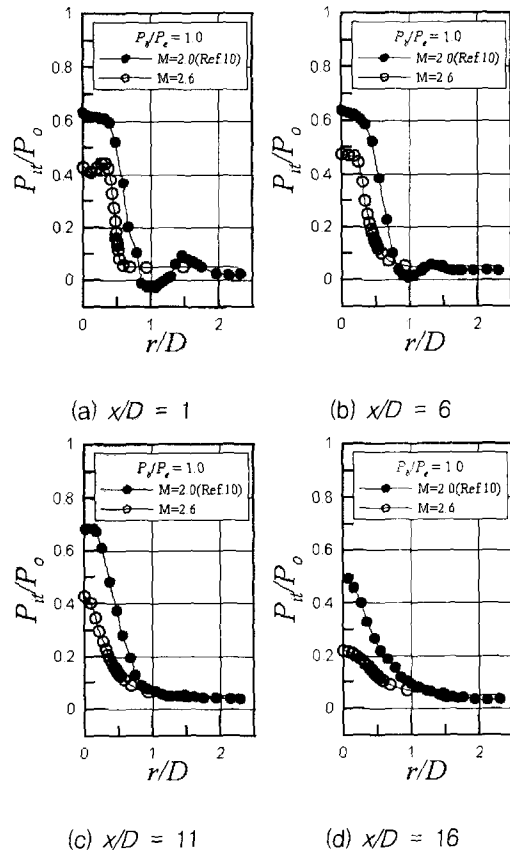 P_b/P_e = 1.0
M=2.0(Ref.10)
M=2.6
1
0.8
0.6
0.4
0.2
0
P_it/P_o
0 1 2
r/D
(a) x/D = 1
P_b/P_e = 1.0
M=2.0(Ref.10)
M=2.6
1
0.8
0.6
0.4
0.2
0
P_it/P_o
0 1 2
r/D
(b) x/D = 6
P_b/P_e = 1.0
M=2.0(Ref.10)
M=2.6
1
0.8
0.6
0.4
0.2
0
P_it/P_o
0 1 2
r/D
(c) x/D = 11
P_b/P_e = 1.0
M=2.0(Ref.10)
M=2.6
1
0.8
0.6
0.4
0.2
0
P_it/P_o
0 1 2
r/D
(d) x/D = 16